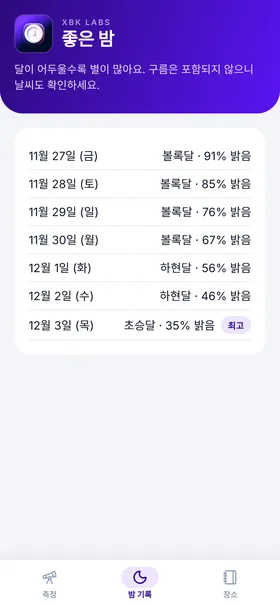 XBK LABS
좋은 밤
달이 어두울수록 별이 많아요. 구름은 포함되지 않으니
날씨도 확인하세요.
11월 27일 (금) 볼록달 · 91% 밝음
11월 28일 (토) 볼록달 · 85% 밝음
11월 29일 (일) 볼록달 · 76% 밝음
11월 30일 (월) 볼록달 · 67% 밝음
12월 1일 (화) 하현달 · 56% 밝음
12월 2일 (수) 하현달 · 46% 밝음
12월 3일 (목) 초승달 · 35% 밝음 최고
측정 밤 기록 장소